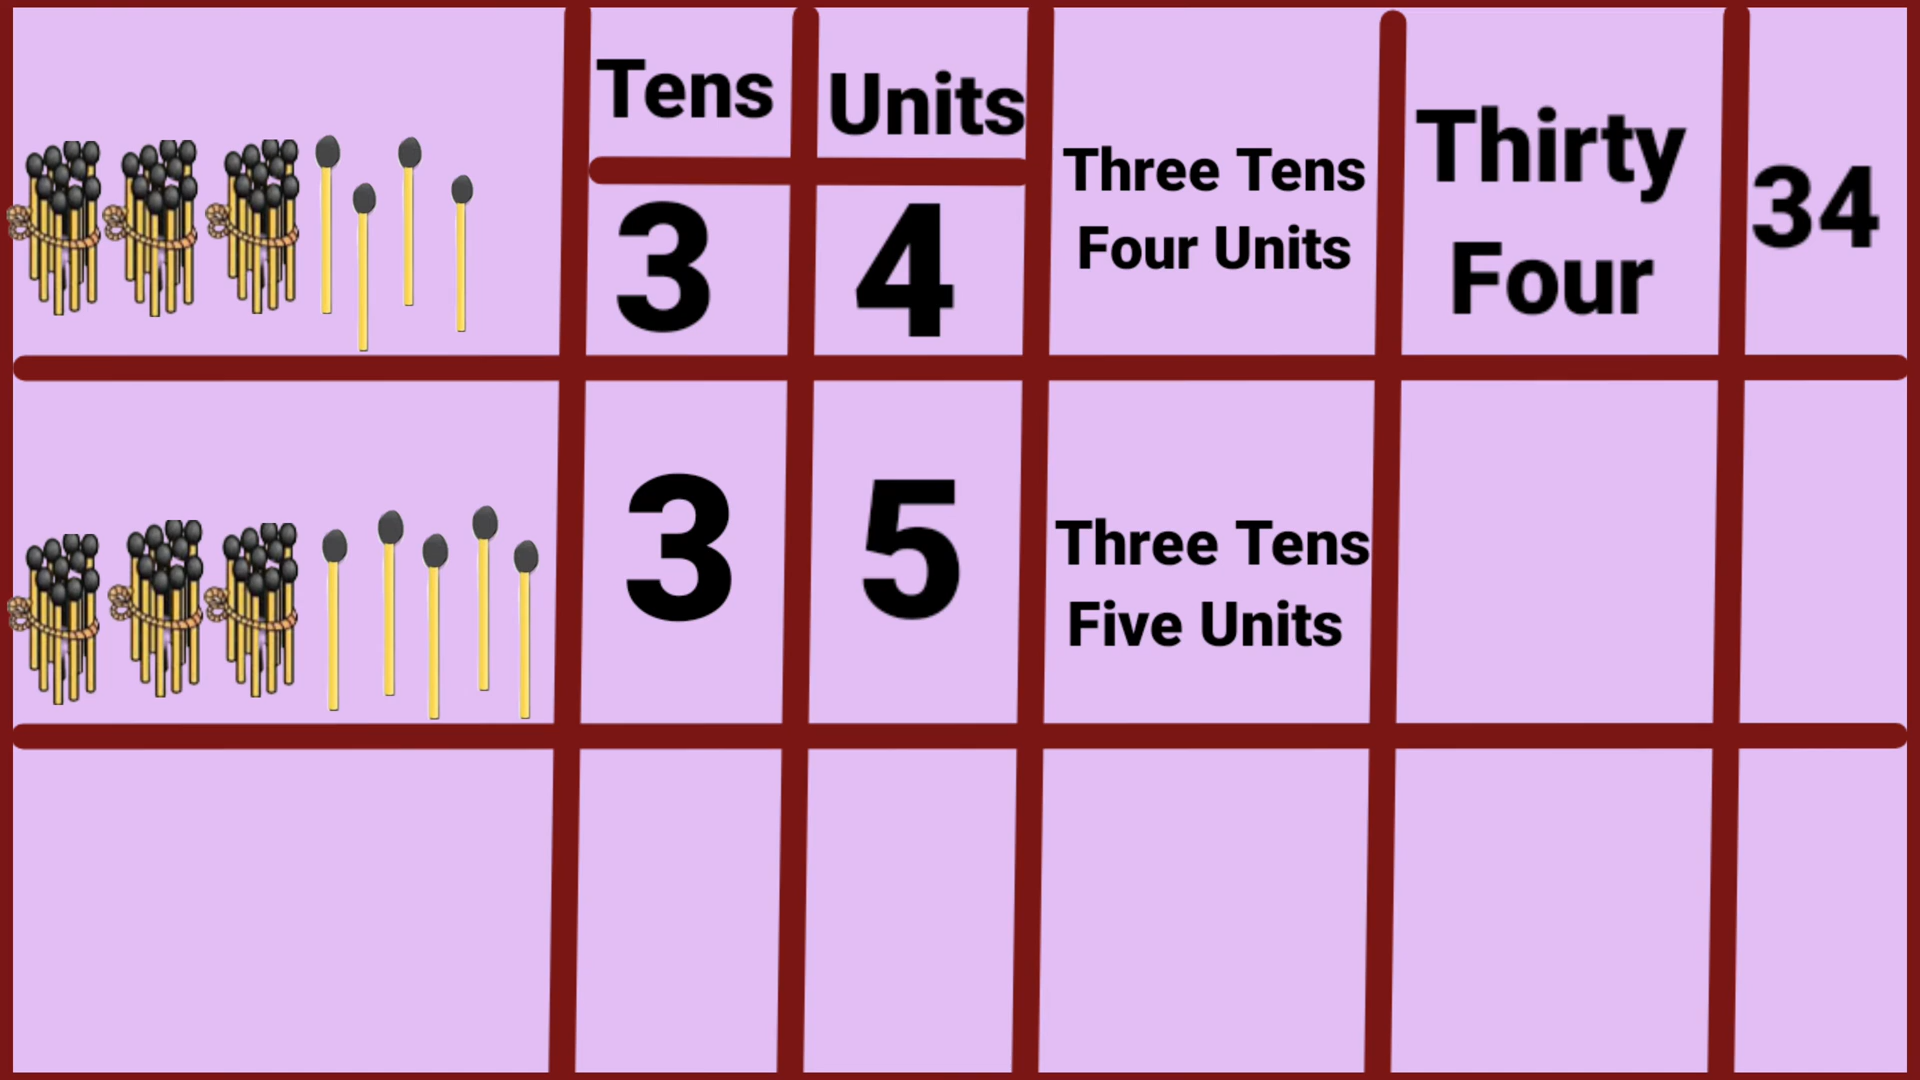 Tens
Units
3
4
Three Tens
Four Units
Thirty
Four
34
3
5
Three Tens
Five Units